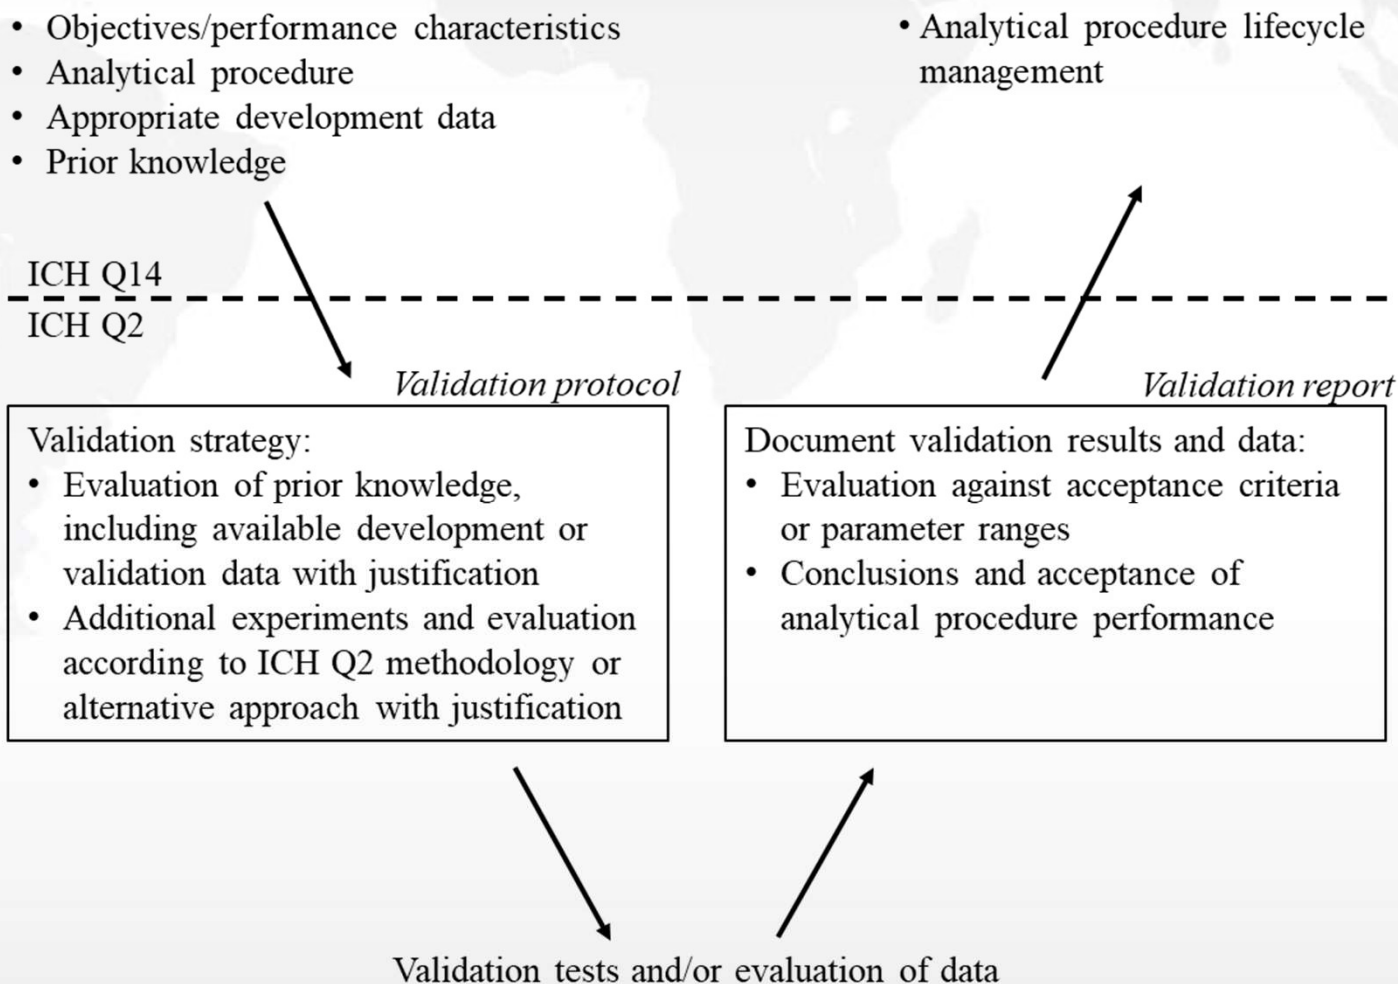 • Objectives/performance characteristics
• Analytical procedure
• Appropriate development data
• Prior knowledge
• Analytical procedure lifecycle
management
ICH Q14
ICH Q2
Validation protocol
Validation strategy:
• Evaluation of prior knowledge,
including available development or
validation data with justification
• Additional experiments and evaluation
according to ICH Q2 methodology or
alternative approach with justification
Validation report
Document validation results and data:
• Evaluation against acceptance criteria
or parameter ranges
• Conclusions and acceptance of
analytical procedure performance
Validation tests and/or evaluation of data